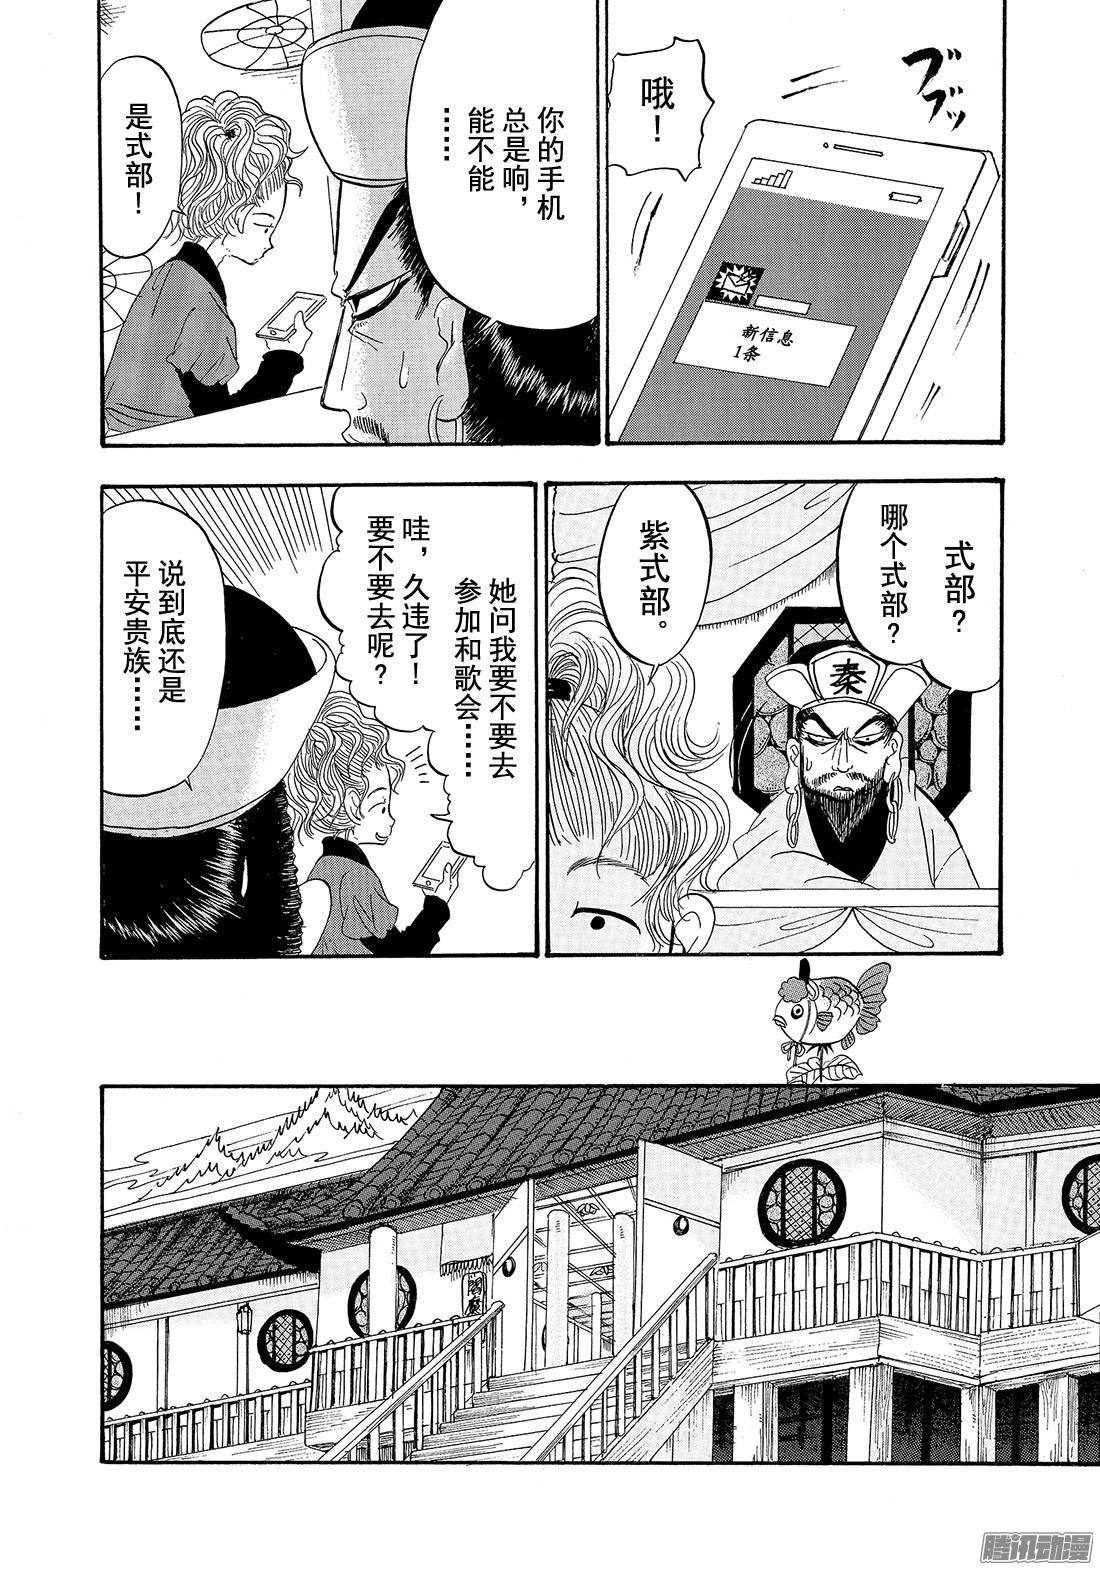 ブブブッ
哦！
新信息
1条
你的手机
总是响，
能不能
……
是式部！
式部？
哪个式部？
秦
紫式部。
她问我要不要去
参加和歌会……
哇，久违了！
要不要去呢？
说到底还是
平安贵族……
腾讯动漫